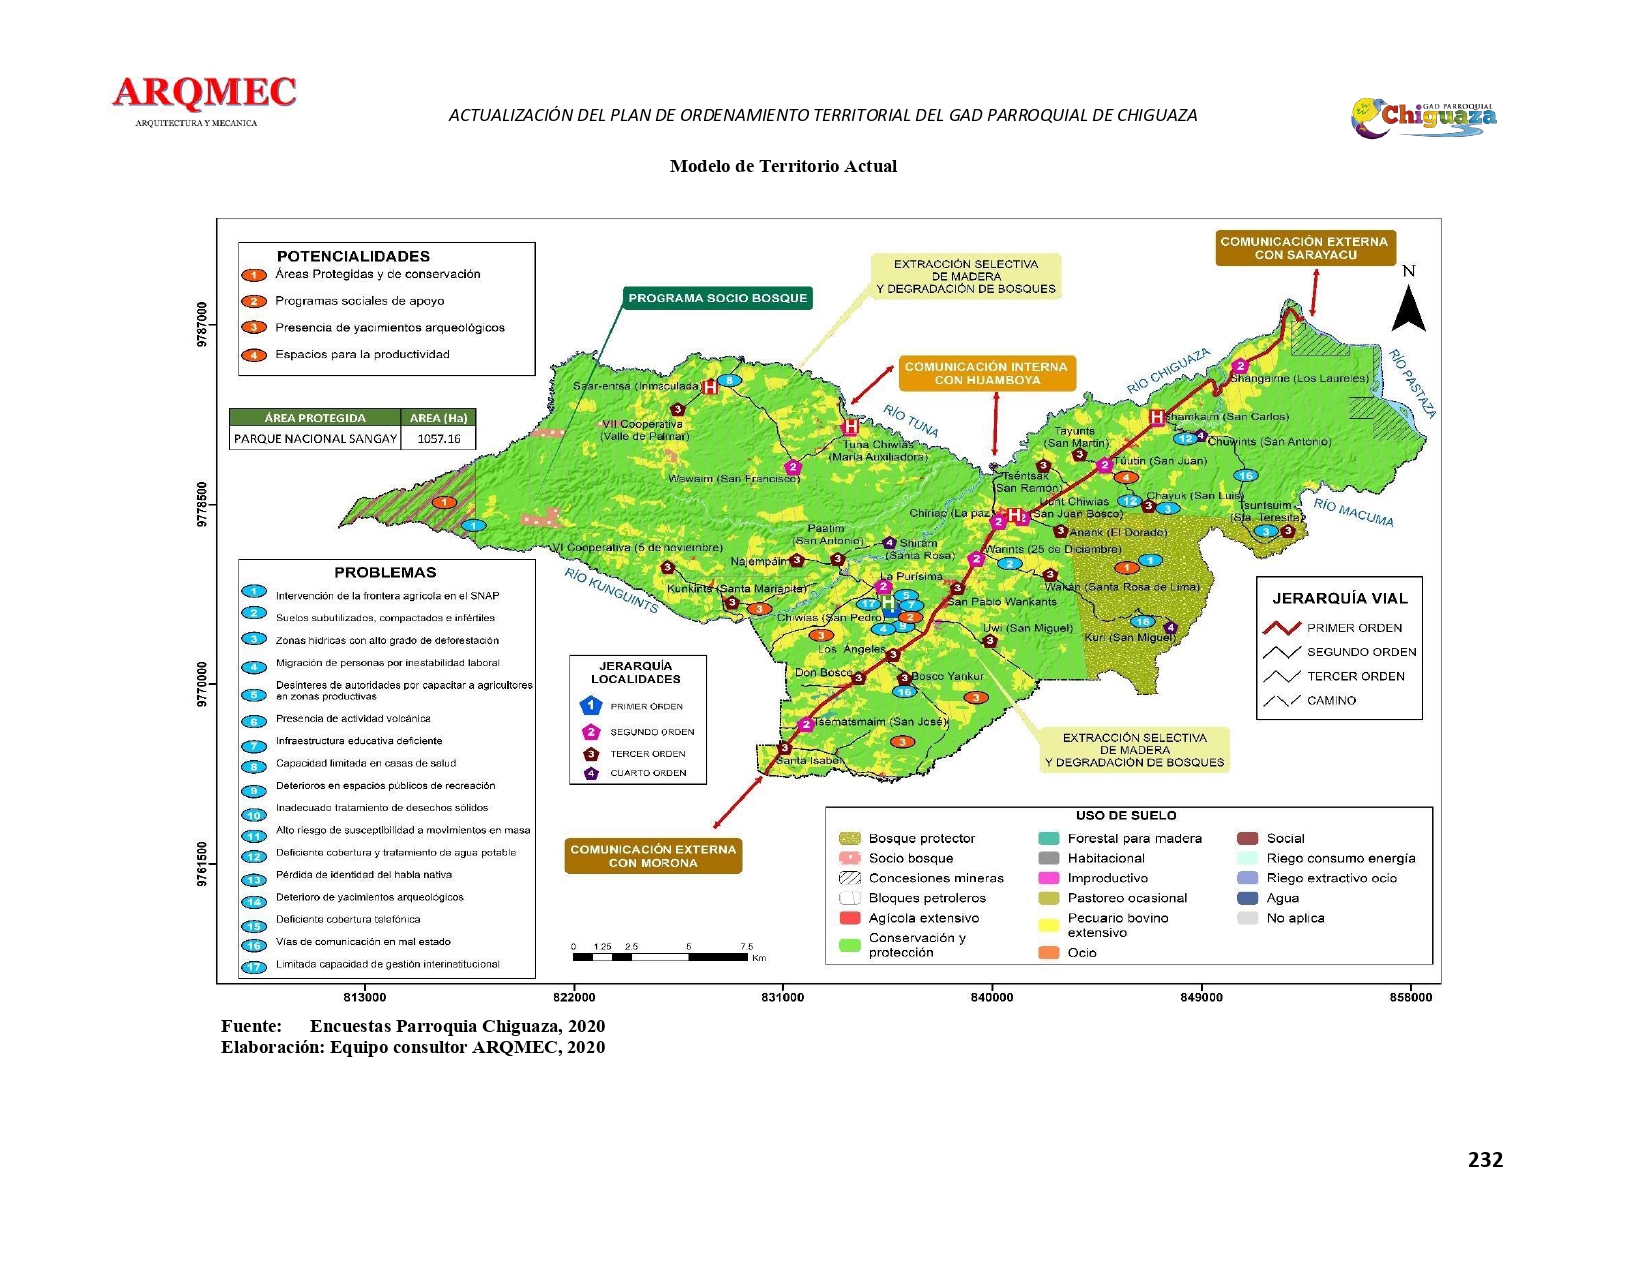 ARQMEC
ARQUITECTURA Y MECANICA
ACTUALIZACIÓN DEL PLAN DE ORDENAMIENTO TERRITORIAL DEL GAD PARROQUIAL DE CHIGUAZA
GAD PARROQUIAL
Chiguaza
Modelo de Territorio Actual
POTENCIALIDADES
1 Áreas Protegidas y de conservación
2 Programas sociales de apoyo
3 Presencia de yacimientos arqueológicos
4 Espacios para la productividad
ÁREA PROTEGIDA AREA (Ha)
PARQUE NACIONAL SANGAY 1057.16
PROGRAMA SOCIO BOSQUE
EXTRACCIÓN SELECTIVA
DE MADERA
Y DEGRADACIÓN DE BOSQUES
COMUNICACIÓN EXTERNA
CON SARAYACU
N
COMUNICACIÓN INTERNA
CON HUAMBOYA
RÍO CHIGUAZA
RÍO PASTAZA
RÍO TUNA
RÍO MACUMA
RÍO KUNGUINTS
Saar-entsa (Inmaculada)
VII Cooperativa
(Valle de Palmar)
Tuna Chiwias
(María Auxiliadora)
Wawaim (San Francisco)
VI Cooperativa (5 de noviembre)
Shangaime (Los Laureles)
Shamkaim (San Carlos)
Chuwints (San Antonio)
Tayunts
(San Martín)
Túutin (San Juan)
Tséntsak
(San Ramón)
Chayuk (San Luis)
Tsuntsuim
(Sta. Teresita)
Uunt Chiwias
(San Juan Bosco)
Chiriap (La paz)
Anank (El Dorado)
Paatim
(San Antonio)
Shiram
(Santa Rosa)
Warints (25 de Diciembre)
Najempáim
La Purísima
Wakán (Santa Rosa de Lima)
Kunkints (Santa Marianita)
San Pablo Wankants
Chiwias (San Pedro)
Uwi (San Miguel)
Kuri (San Miguel)
Los Ángeles
Don Bosco
Bosco Yankur
Tsematsmaim (San José)
Santa Isabel
PROBLEMAS
1 Intervención de la frontera agrícola en el SNAP
2 Suelos subutilizados, compactados e infértiles
3 Zonas hídricas con alto grado de deforestación
4 Migración de personas por inestabilidad laboral
5 Desinteres de autoridades por capacitar a agricultores
en zonas productivas
6 Presencia de actividad volcánica
7 Infraestructura educativa deficiente
8 Capacidad limitada en casas de salud
9 Deterioros en espacios públicos de recreación
10 Inadecuado tratamiento de desechos sólidos
11 Alto riesgo de susceptibilidad a movimientos en masa
12 Deficiente cobertura y tratamiento de agua potable
13 Pérdida de identidad del habla nativa
14 Deterioro de yacimientos arqueológicos
15 Deficiente cobertura telefónica
16 Vías de comunicación en mal estado
17 Limitada capacidad de gestión interinstitucional
JERARQUÍA
LOCALIDADES
1 PRIMER ORDEN
2 SEGUNDO ORDEN
3 TERCER ORDEN
4 CUARTO ORDEN
JERARQUÍA VIAL
PRIMER ORDEN
SEGUNDO ORDEN
TERCER ORDEN
CAMINO
EXTRACCIÓN SELECTIVA
DE MADERA
Y DEGRADACIÓN DE BOSQUES
COMUNICACIÓN EXTERNA
CON MORONA
USO DE SUELO
Bosque protector
Socio bosque
Concesiones mineras
Bloques petroleros
Agícola extensivo
Conservación y
protección
Forestal para madera
Habitacional
Improductivo
Pastoreo ocasional
Pecuario bovino
extensivo
Ocio
Social
Riego consumo energía
Riego extractivo ocio
Agua
No aplica
0 1.25 2.5 5 7.5
Km
9787000
9778500
9770000
9761500
813000 822000 831000 840000 849000 858000
Fuente: Encuestas Parroquia Chiguaza, 2020
Elaboración: Equipo consultor ARQMEC, 2020
232